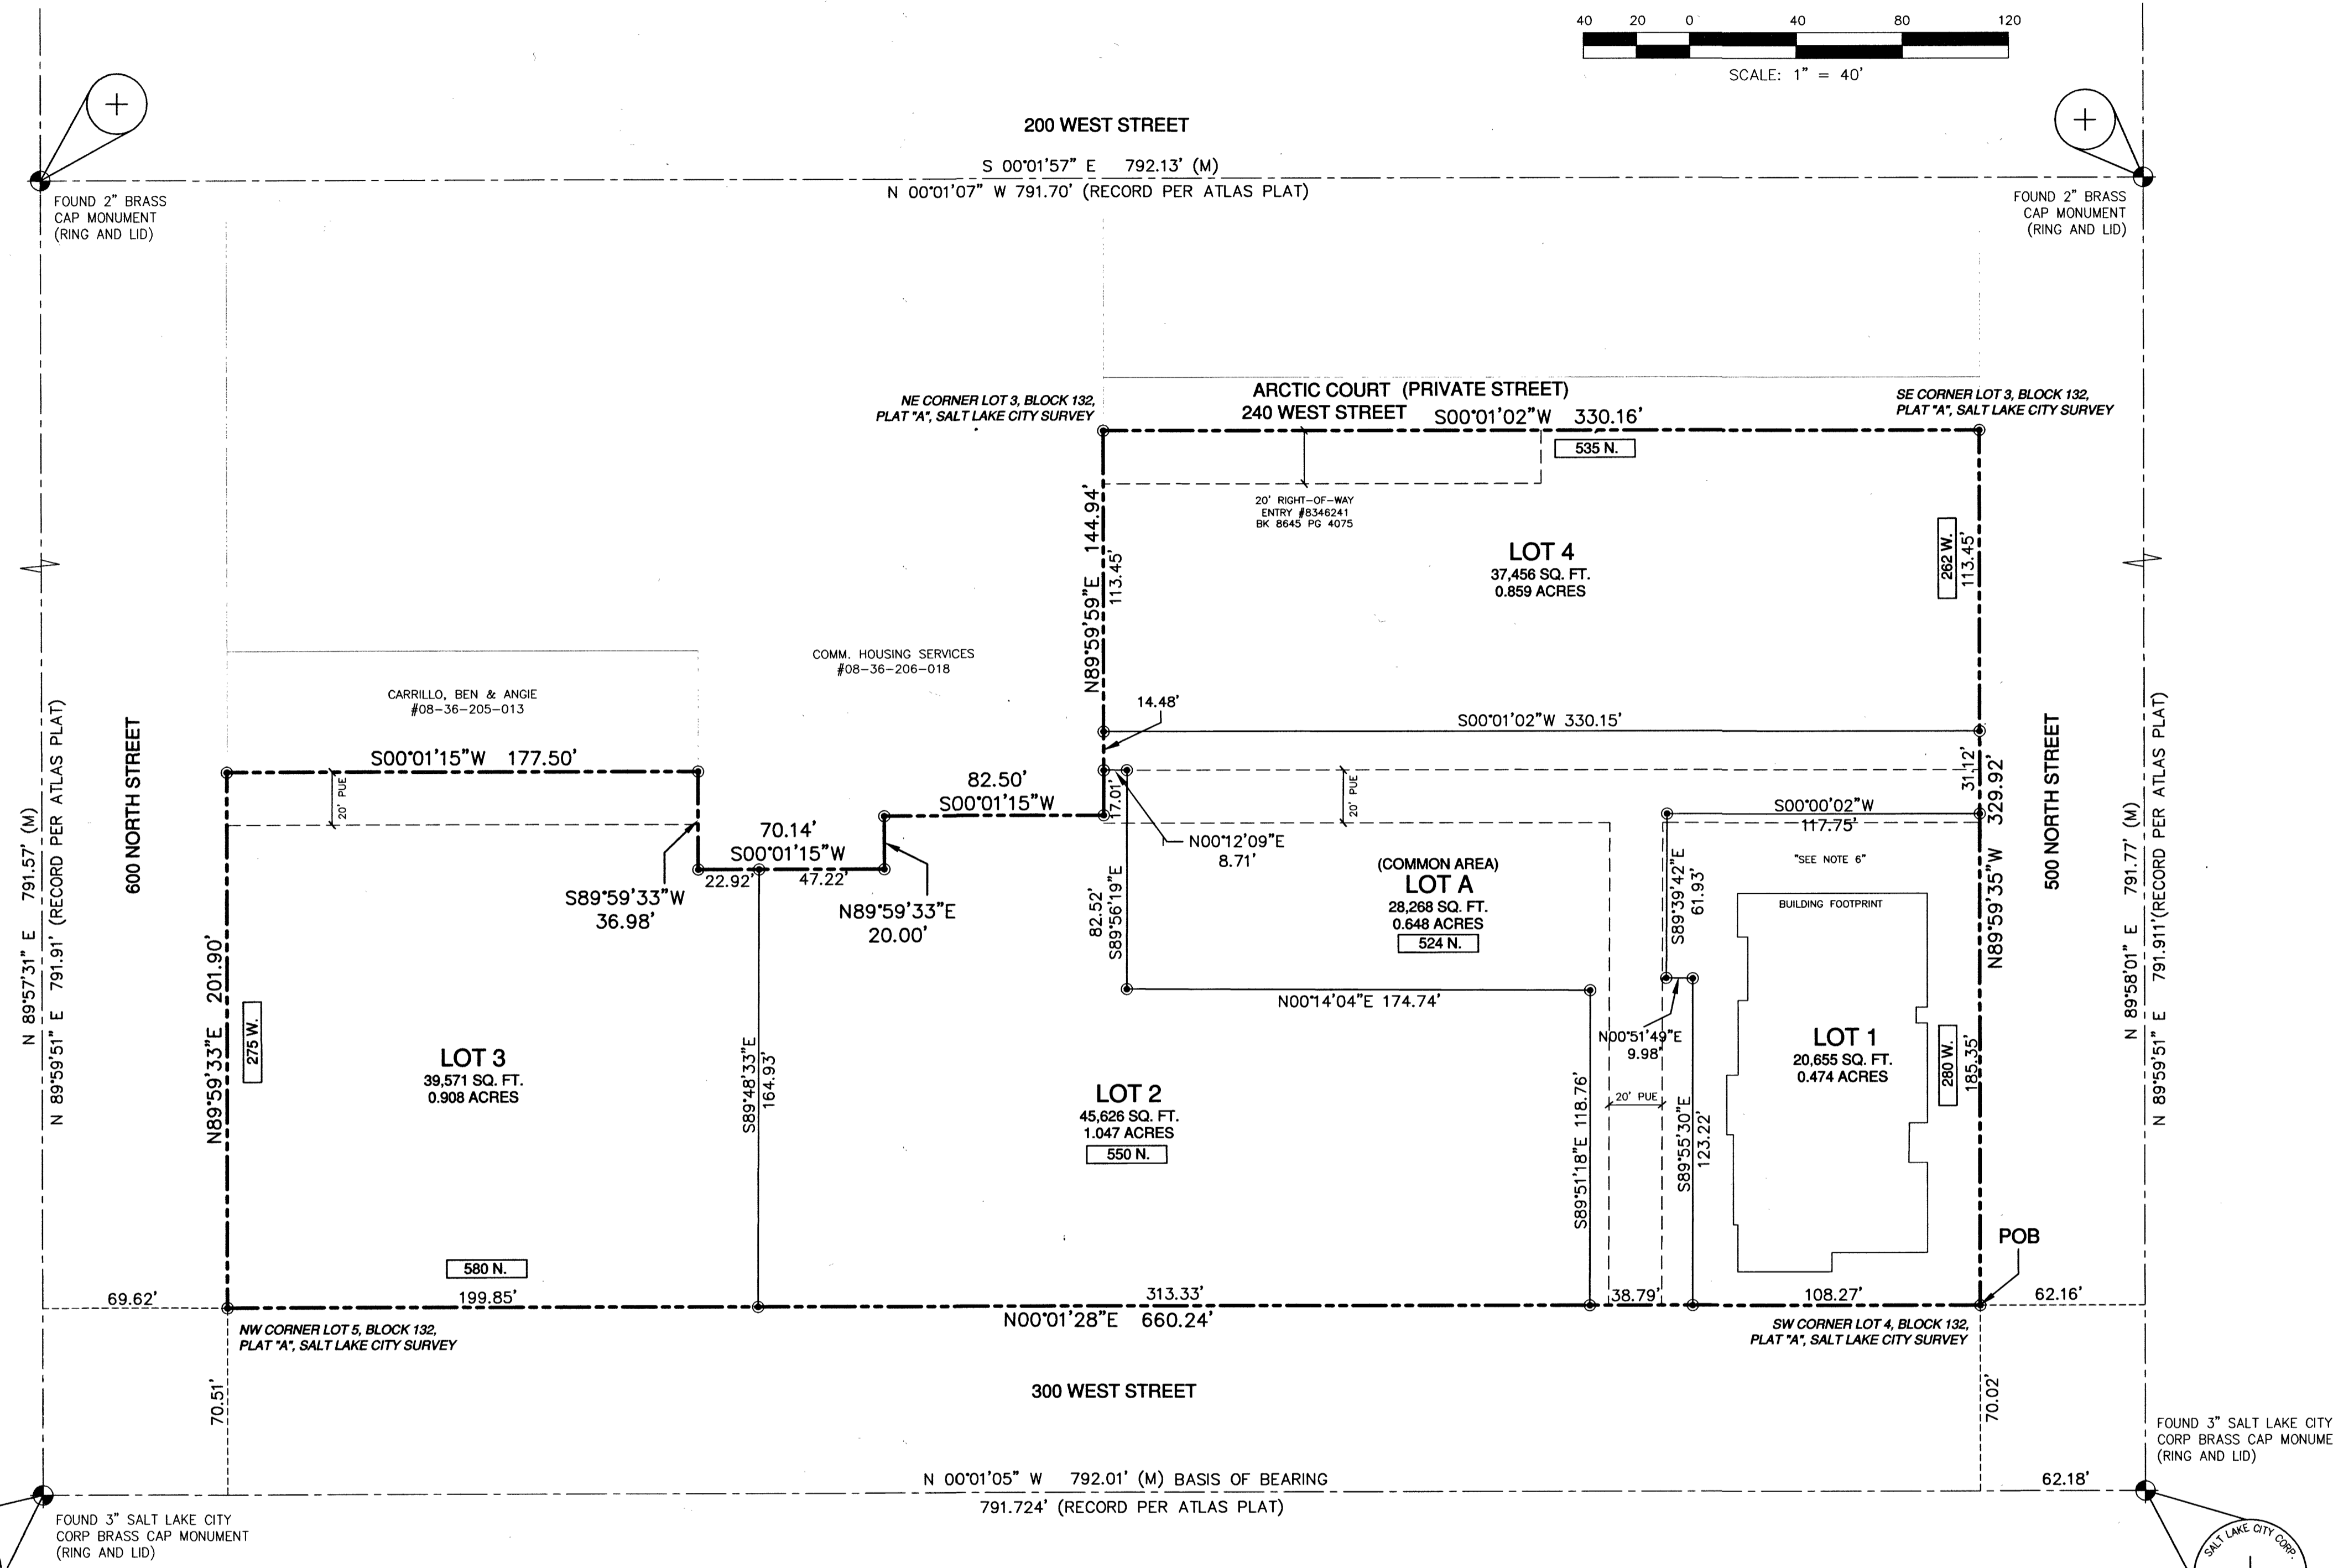 40 20 0 40 80 120
SCALE: 1" = 40'
200 WEST STREET
S 00°01'57" E 792.13' (M)
N 00°01'07" W 791.70' (RECORD PER ATLAS PLAT)
FOUND 2" BRASS
CAP MONUMENT
(RING AND LID)
FOUND 2" BRASS
CAP MONUMENT
(RING AND LID)
NE CORNER LOT 3, BLOCK 132,
PLAT "A", SALT LAKE CITY SURVEY
ARCTIC COURT (PRIVATE STREET)
240 WEST STREET
S00°01'02"W 330.16'
SE CORNER LOT 3, BLOCK 132,
PLAT "A", SALT LAKE CITY SURVEY
535 N.
20' RIGHT-OF-WAY
ENTRY #8346241
BK 8645 PG 4075
N89°59'59"E 144.94'
113.45'
LOT 4
37,456 SQ. FT.
0.859 ACRES
262 W.
113.45'
COMM. HOUSING SERVICES
#08-36-206-018
CARRILLO, BEN & ANGIE
#08-36-205-013
14.48'
S00°01'02"W 330.15'
600 NORTH STREET
N 89°57'31" E 791.57' (M)
N 89°59'51" E 791.91' (RECORD PER ATLAS PLAT)
S00°01'15"W 177.50'
20' PUE
82.50'
S00°01'15"W
17.01'
20' PUE
31.12'
N89°59'35"W 329.92'
500 NORTH STREET
N 89°58'01" E 791.77' (M)
N 89°59'51" E 791.911'(RECORD PER ATLAS PLAT)
70.14'
S00°01'15"W
22.92'
47.22'
S89°59'33"W
36.98'
N89°59'33"E
20.00'
N00°12'09"E
8.71'
82.52'
S89°56'19"E
(COMMON AREA)
LOT A
28,268 SQ. FT.
0.648 ACRES
524 N.
S00°00'02"W
117.75'
"SEE NOTE 6"
BUILDING FOOTPRINT
S89°39'42"E
61.93'
N89°59'33"E 201.90'
275 W.
LOT 3
39,571 SQ. FT.
0.908 ACRES
S89°48'33"E
164.93'
N00°14'04"E 174.74'
N00°51'49"E
9.98'
LOT 1
20,655 SQ. FT.
0.474 ACRES
280 W.
185.35'
LOT 2
45,626 SQ. FT.
1.047 ACRES
550 N.
S89°51'18"E 118.76'
20' PUE
S89°55'30"E
123.22'
POB
580 N.
69.62'
199.85'
313.33'
38.79'
108.27'
62.16'
N00°01'28"E 660.24'
NW CORNER LOT 5, BLOCK 132,
PLAT "A", SALT LAKE CITY SURVEY
SW CORNER LOT 4, BLOCK 132,
PLAT "A", SALT LAKE CITY SURVEY
70.51'
300 WEST STREET
70.02'
N 00°01'05" W 792.01' (M) BASIS OF BEARING
791.724' (RECORD PER ATLAS PLAT)
62.18'
FOUND 3" SALT LAKE CITY
CORP BRASS CAP MONUME
(RING AND LID)
FOUND 3" SALT LAKE CITY
CORP BRASS CAP MONUMENT
(RING AND LID)
SALT LAKE CITY CORP.